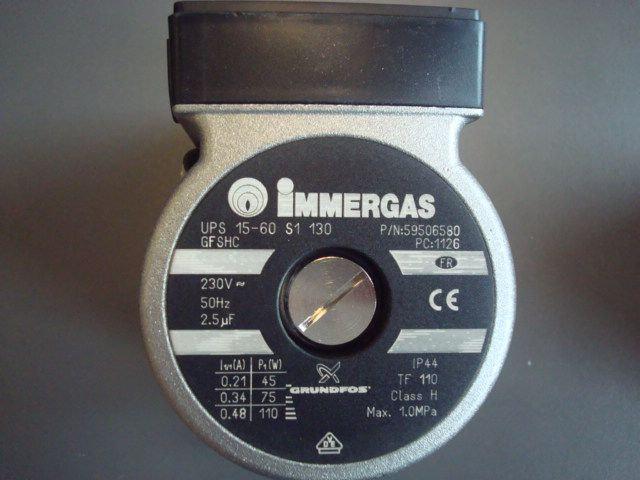 IMMERGAS
UPS 15-60 S1 130
P/N:59506580
GFSHC
PC:1126
FR
230V ~
50Hz
2.5µF
CE
I1/1(A) P1(W)
0.21 45
0.34 75
0.48 110
GRUNDFOS
IP44
TF 110
Class H
Max. 1.0MPa
VDE